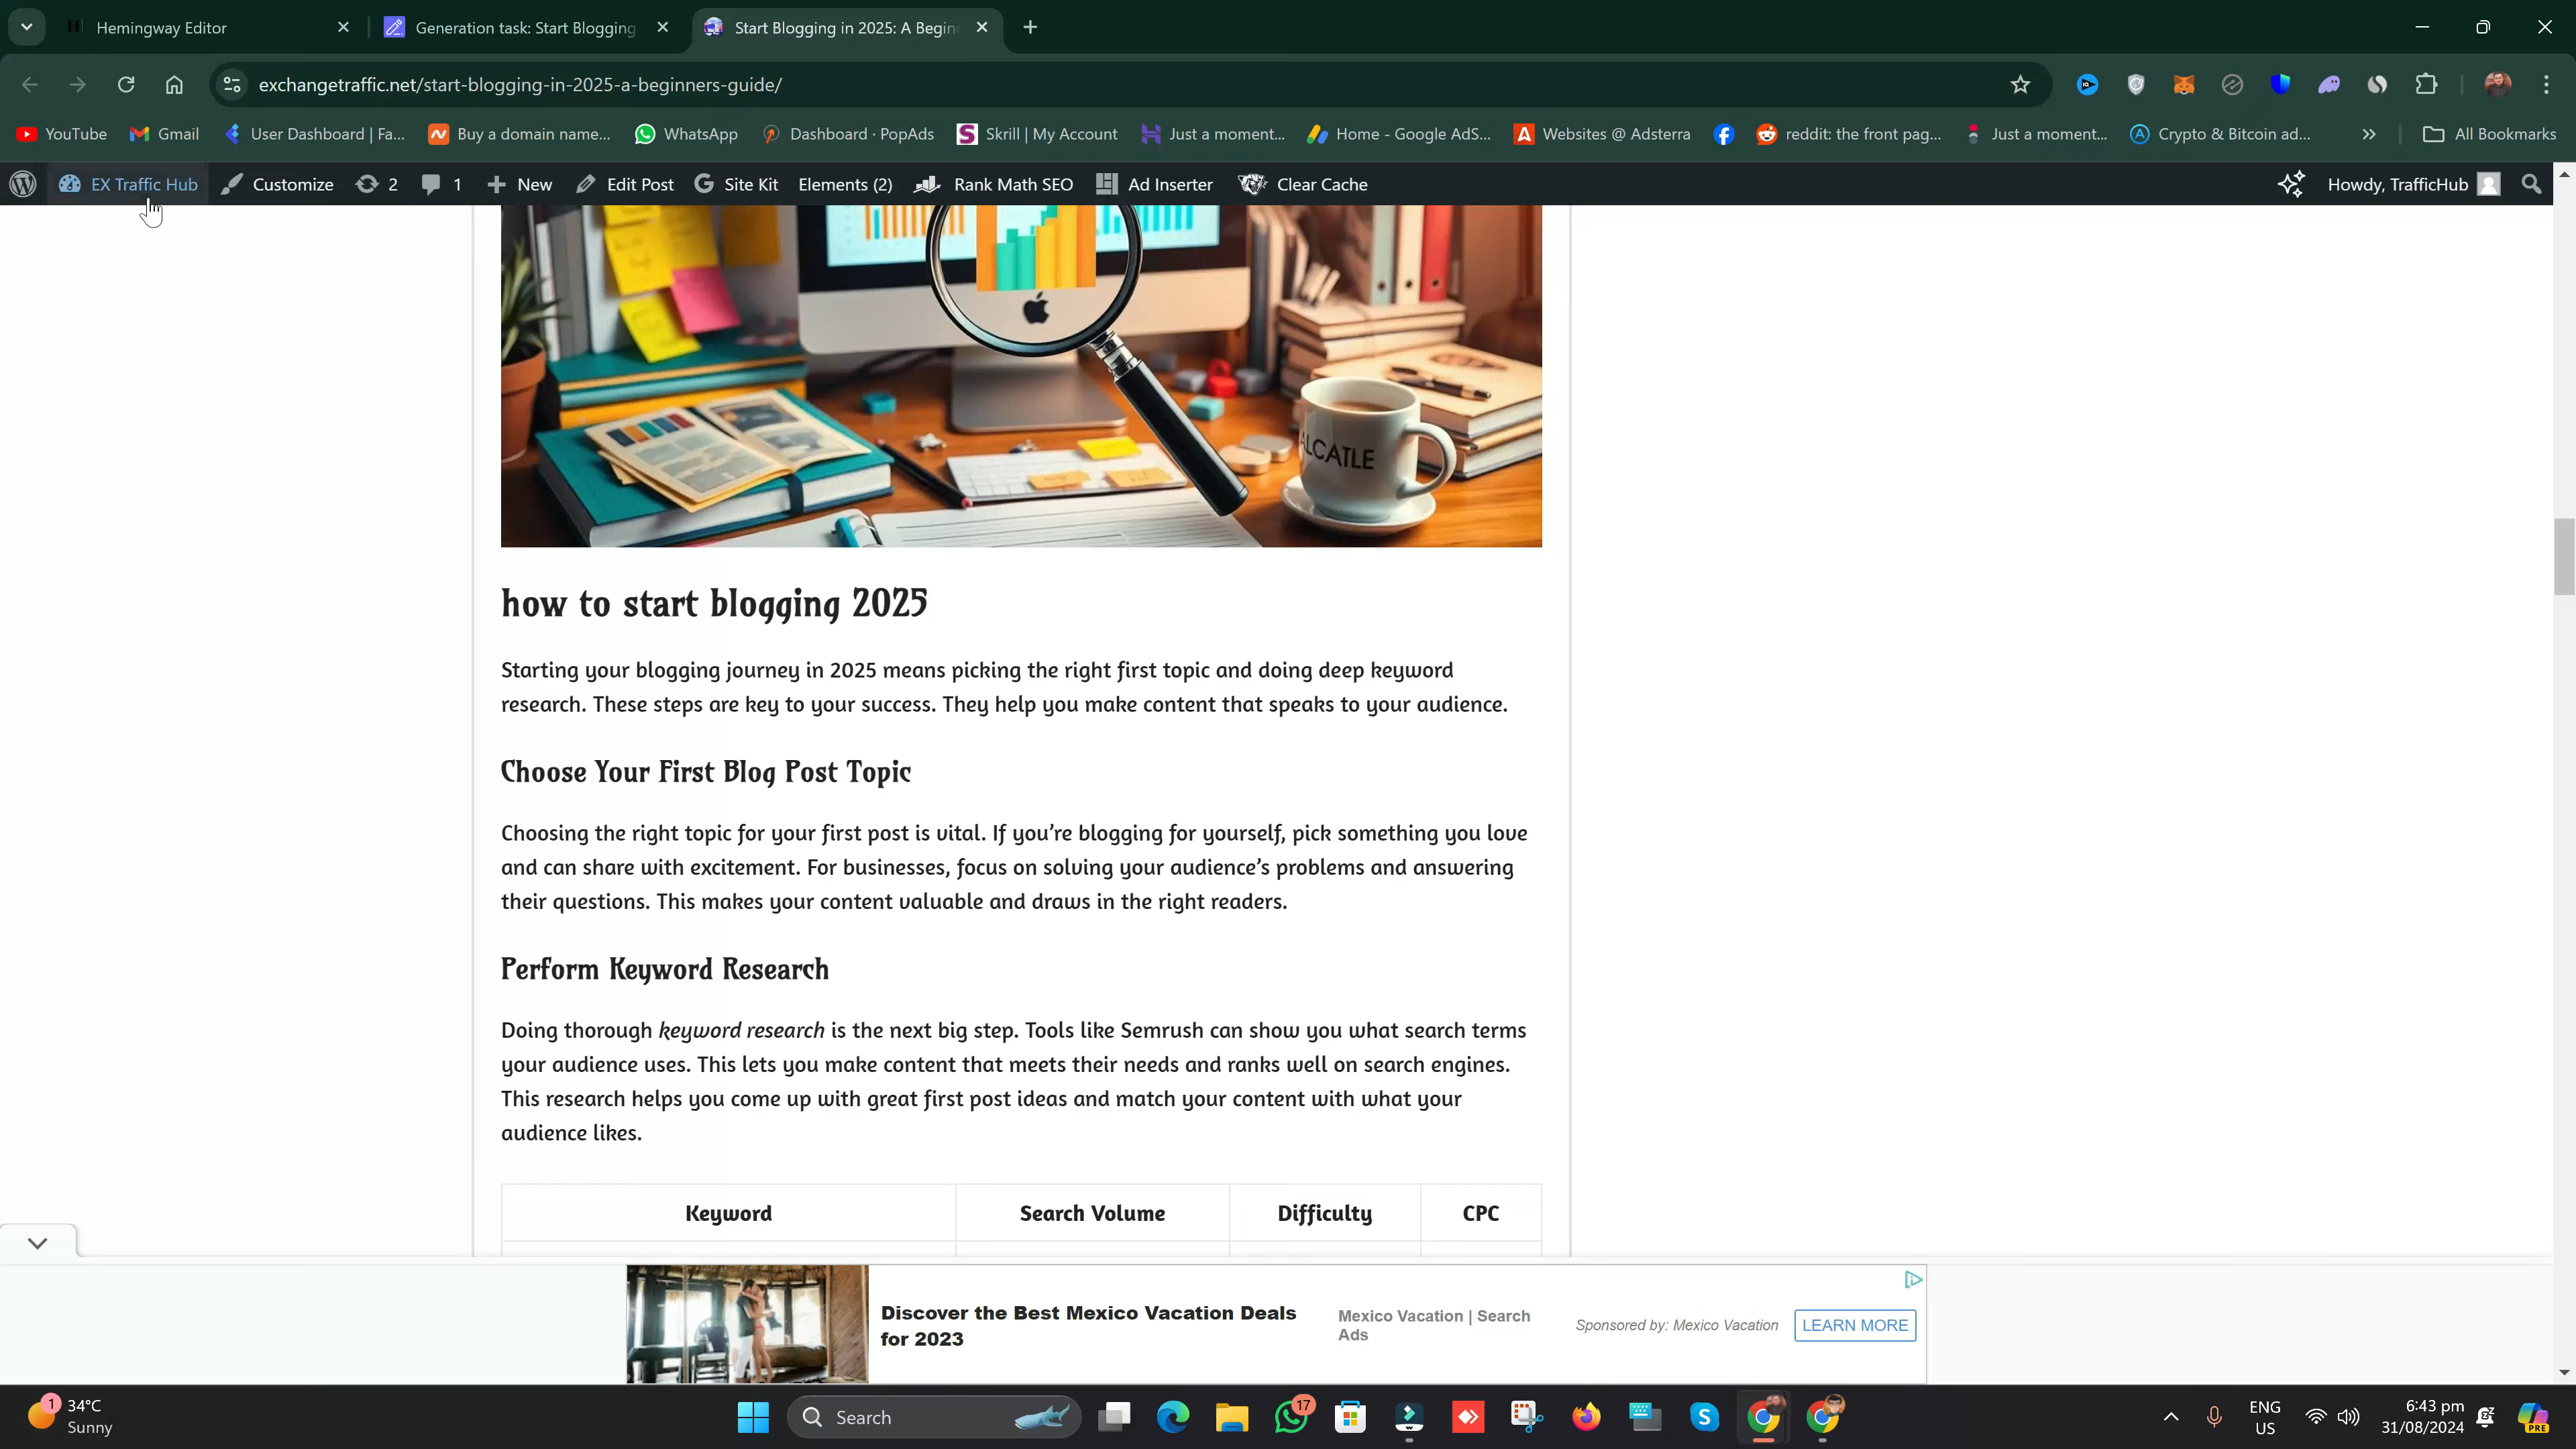 Hemingway Editor
Generation task: Start Blogging
Start Blogging in 2025: A Begin
exchangetraffic.net/start-blogging-in-2025-a-beginners-guide/
YouTube
Gmail
User Dashboard | Fa...
Buy a domain name...
WhatsApp
Dashboard · PopAds
Skrill | My Account
Just a moment...
Home - Google AdS...
Websites @ Adsterra
reddit: the front pag...
Just a moment...
Crypto & Bitcoin ad...
All Bookmarks
EX Traffic Hub
Customize
2
1
New
Edit Post
Site Kit
Elements (2)
Rank Math SEO
Ad Inserter
Clear Cache
Howdy, TrafficHub
ALCATLE
how to start blogging 2025
Starting your blogging journey in 2025 means picking the right first topic and doing deep keyword
research. These steps are key to your success. They help you make content that speaks to your audience.
Choose Your First Blog Post Topic
Choosing the right topic for your first post is vital. If you’re blogging for yourself, pick something you love
and can share with excitement. For businesses, focus on solving your audience’s problems and answering
their questions. This makes your content valuable and draws in the right readers.
Perform Keyword Research
Doing thorough keyword research is the next big step. Tools like Semrush can show you what search terms
your audience uses. This lets you make content that meets their needs and ranks well on search engines.
This research helps you come up with great first post ideas and match your content with what your
audience likes.
Keyword Search Volume Difficulty CPC
Discover the Best Mexico Vacation Deals
for 2023
Mexico Vacation | Search
Ads
Sponsored by: Mexico Vacation
LEARN MORE
1
34°C
Sunny
Search
17
ENG
US
6:43 pm
31/08/2024
PRE